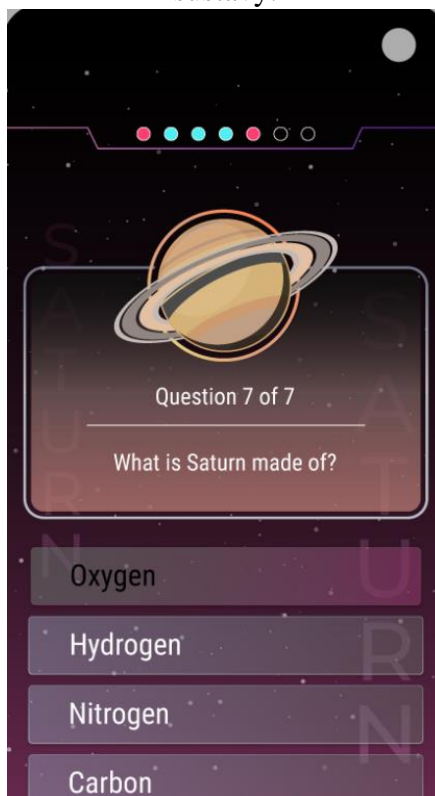 SATURN
SATURN
Question 7 of 7
What is Saturn made of?
Oxygen
Hydrogen
Nitrogen
Carbon